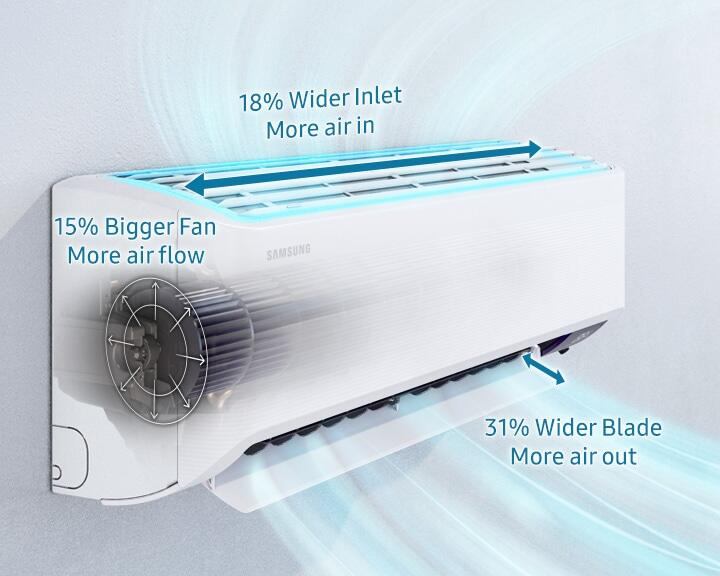 18% Wider Inlet
More air in
15% Bigger Fan
More air flow
SAMSUNG
31% Wider Blade
More air out